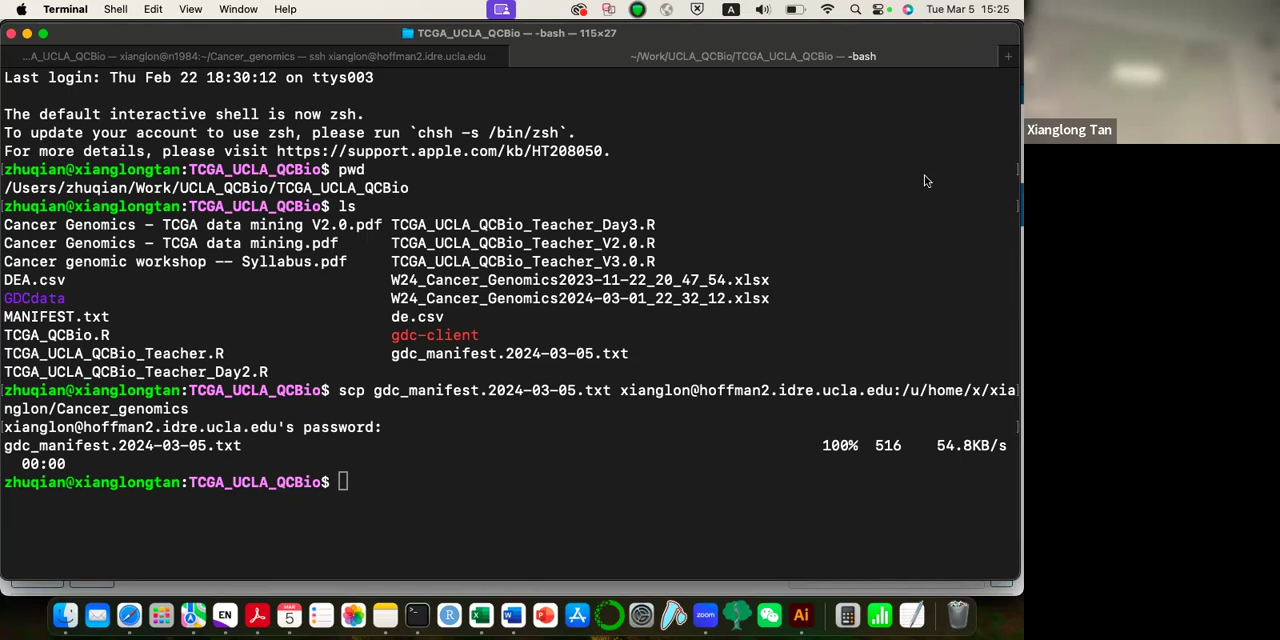 Terminal Shell Edit View Window Help A Tue Mar 5 15:25
TCGA_UCLA_QCBio — -bash — 115×27
...A_UCLA_QCBio — xianglon@n1984:~/Cancer_genomics — ssh xianglon@hoffman2.idre.ucla.edu ~/Work/UCLA_QCBio/TCGA_UCLA_QCBio — -bash +
Last login: Thu Feb 22 18:30:12 on ttys003
The default interactive shell is now zsh.
To update your account to use zsh, please run `chsh -s /bin/zsh`.
For more details, please visit https://support.apple.com/kb/HT208050.
[zhuqian@xianglongtan:TCGA_UCLA_QCBio$ pwd ]
/Users/zhuqian/Work/UCLA_QCBio/TCGA_UCLA_QCBio
[zhuqian@xianglongtan:TCGA_UCLA_QCBio$ ls ]
Cancer Genomics - TCGA data mining V2.0.pdf TCGA_UCLA_QCBio_Teacher_Day3.R
Cancer Genomics - TCGA data mining.pdf TCGA_UCLA_QCBio_Teacher_V2.0.R
Cancer genomic workshop -- Syllabus.pdf TCGA_UCLA_QCBio_Teacher_V3.0.R
DEA.csv W24_Cancer_Genomics2023-11-22_20_47_54.xlsx
GDCdata W24_Cancer_Genomics2024-03-01_22_32_12.xlsx
MANIFEST.txt de.csv
TCGA_QCBio.R gdc-client
TCGA_UCLA_QCBio_Teacher.R gdc_manifest.2024-03-05.txt
TCGA_UCLA_QCBio_Teacher_Day2.R
[zhuqian@xianglongtan:TCGA_UCLA_QCBio$ scp gdc_manifest.2024-03-05.txt xianglon@hoffman2.idre.ucla.edu:/u/home/x/xia]
nglon/Cancer_genomics
[xianglon@hoffman2.idre.ucla.edu's password: ]
gdc_manifest.2024-03-05.txt 100% 516 54.8KB/s
00:00
zhuqian@xianglongtan:TCGA_UCLA_QCBio$
Xianglong Tan
EN MAR 5 R X W P zoom Ai